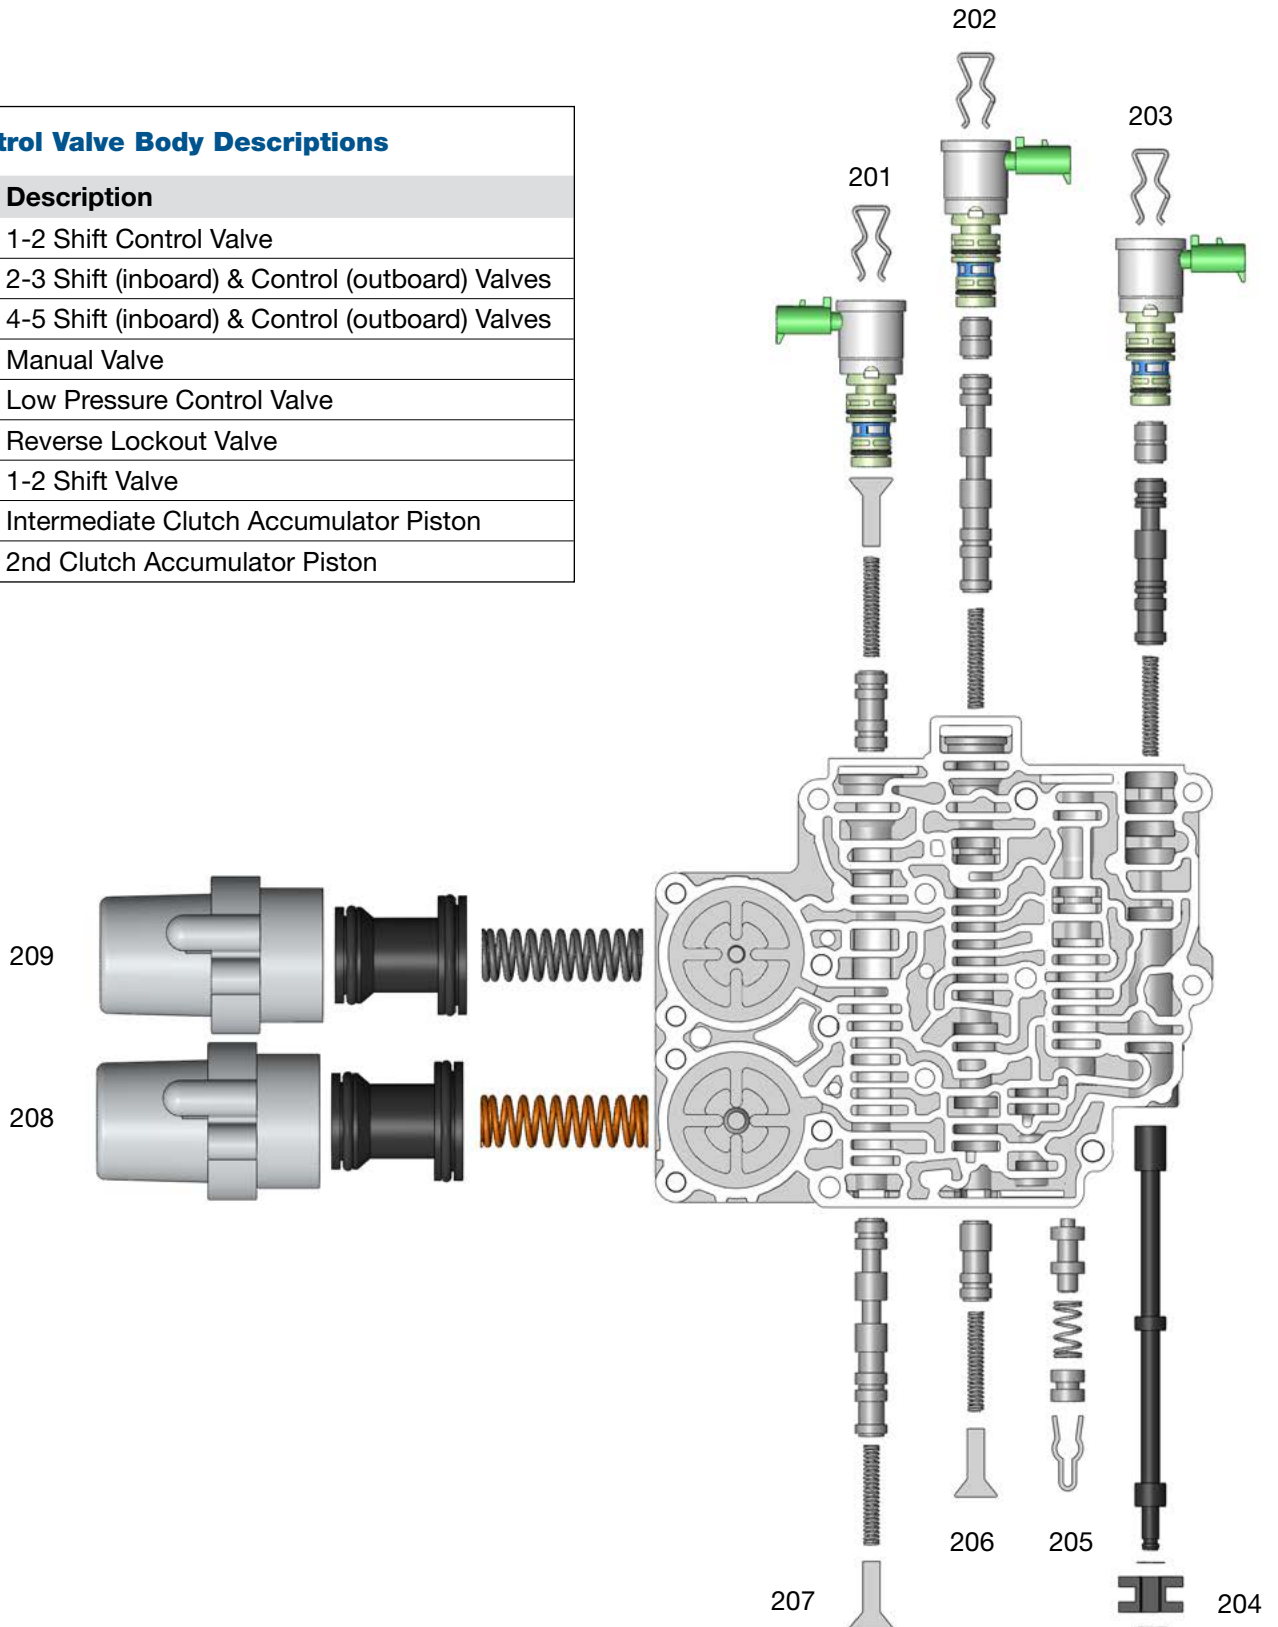 trol Valve Body Descriptions
Description
1-2 Shift Control Valve
2-3 Shift (inboard) & Control (outboard) Valves
4-5 Shift (inboard) & Control (outboard) Valves
Manual Valve
Low Pressure Control Valve
Reverse Lockout Valve
1-2 Shift Valve
Intermediate Clutch Accumulator Piston
2nd Clutch Accumulator Piston
202
203
201
209
208
206
205
207
204